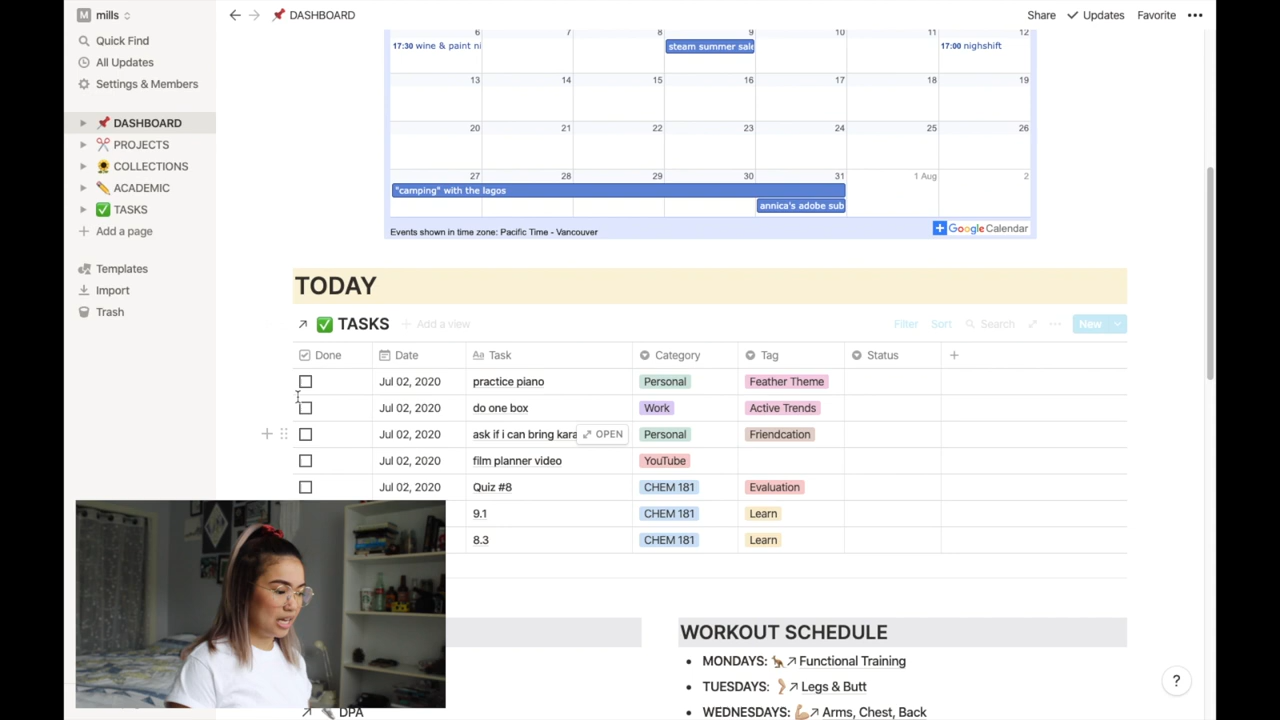 M mills
← → DASHBOARD
Share Updates Favorite •••
Quick Find
All Updates
Settings & Members
DASHBOARD
PROJECTS
COLLECTIONS
ACADEMIC
TASKS
+ Add a page
Templates
Import
Trash
6 7 8 9 10 11 12
17:30 wine & paint ni
steam summer sale
17:00 nighshift
13 14 15 16 17 18 19
20 21 22 23 24 25 26
27 28 29 30 31 1 Aug 2
"camping" with the lagos
annica's adobe sub
Events shown in time zone: Pacific Time - Vancouver
+ Google Calendar
TODAY
↗ TASKS + Add a view Filter Sort Search ••• New
Done Date Aa Task Category Tag Status +
Jul 02, 2020 practice piano Personal Feather Theme
Jul 02, 2020 do one box Work Active Trends
Jul 02, 2020 ask if i can bring kara OPEN Personal Friendcation
Jul 02, 2020 film planner video YouTube
Jul 02, 2020 Quiz #8 CHEM 181 Evaluation
9.1 CHEM 181 Learn
8.3 CHEM 181 Learn
WORKOUT SCHEDULE
• MONDAYS: ↗ Functional Training
• TUESDAYS: ↗ Legs & Butt
• WEDNESDAYS: ↗ Arms, Chest, Back
↗ DPA
?